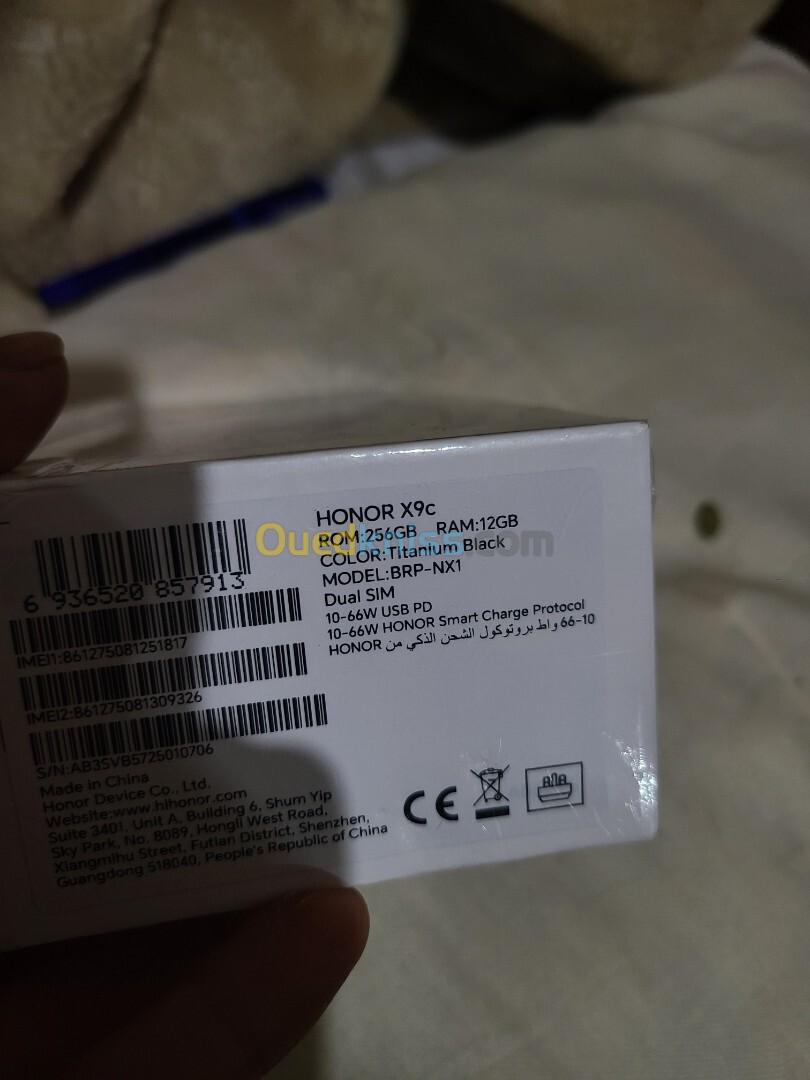 HONOR X9c
ROM:256GB RAM:12GB
COLOR:Titanium Black
MODEL:BRP-NX1
Dual SIM
10-66W USB PD
10-66W HONOR Smart Charge Protocol
10-66 واط بروتوكول الشحن الذكي من HONOR
6 936520 857913
IMEI1:861275081251817
IMEI2:861275081309326
S/N:AB3SVB5725010706
Made in China
Honor Device Co., Ltd.
Website:www.hihonor.com
Suite 3401, Unit A, Building 6, Shum Yip
Sky Park, No. 8089, Hongli West Road,
Xiangmihu Street, Futian District, Shenzhen,
Guangdong 518040, People's Republic of China
CE
Ouedkniss.com